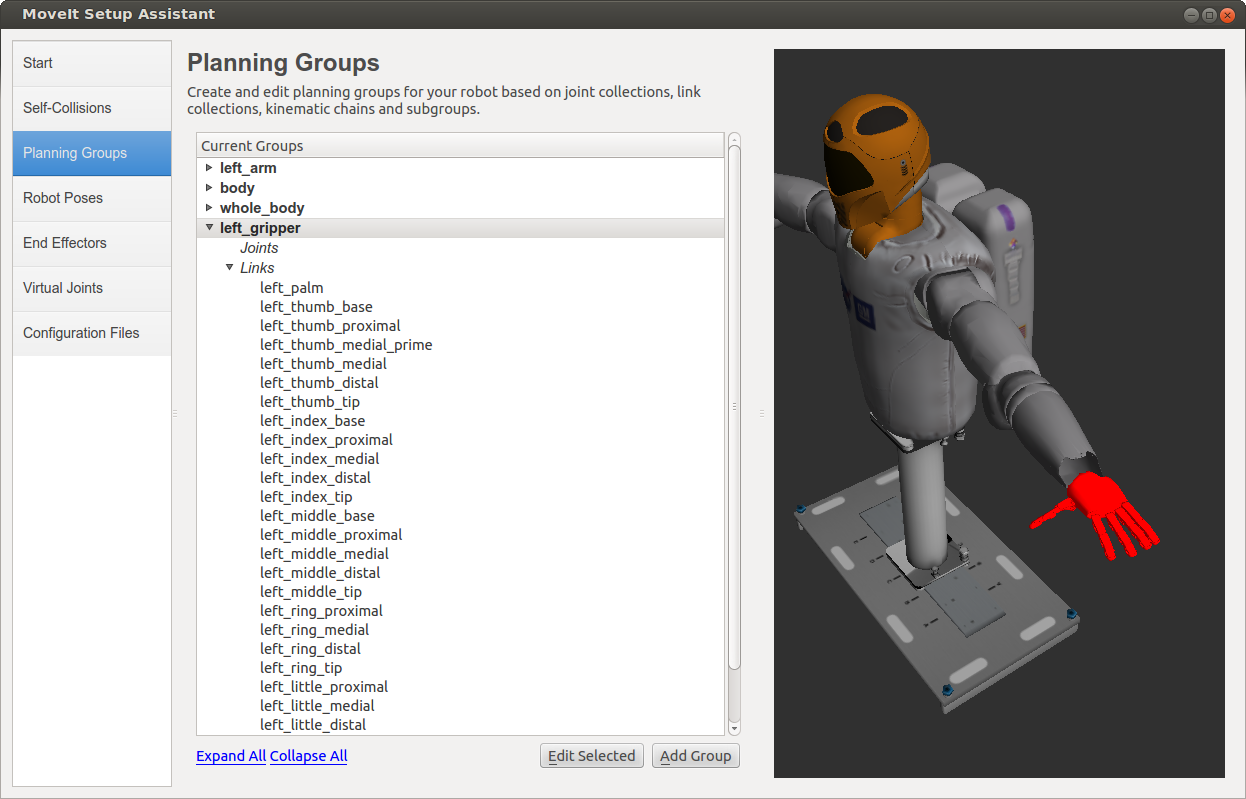 MoveIt Setup Assistant
Start
Self-Collisions
Planning Groups
Robot Poses
End Effectors
Virtual Joints
Configuration Files
Planning Groups
Create and edit planning groups for your robot based on joint collections, link
collections, kinematic chains and subgroups.
Current Groups
left_arm
body
whole_body
left_gripper
Joints
Links
left_palm
left_thumb_base
left_thumb_proximal
left_thumb_medial_prime
left_thumb_medial
left_thumb_distal
left_thumb_tip
left_index_base
left_index_proximal
left_index_medial
left_index_distal
left_index_tip
left_middle_base
left_middle_proximal
left_middle_medial
left_middle_distal
left_middle_tip
left_ring_proximal
left_ring_medial
left_ring_distal
left_ring_tip
left_little_proximal
left_little_medial
left_little_distal
Expand All Collapse All
Edit Selected
Add Group
GM